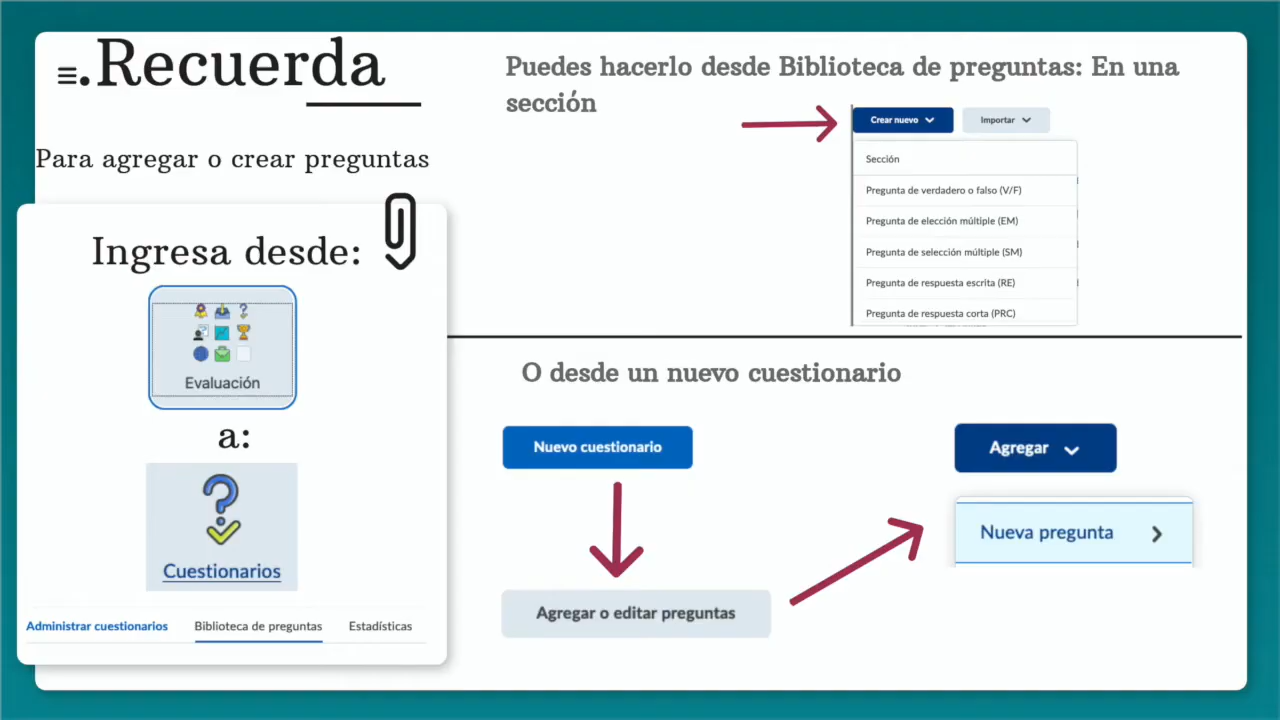 .Recuerda
Para agregar o crear preguntas
Ingresa desde:
Evaluación
a:
Cuestionarios
Administrar cuestionarios Biblioteca de preguntas Estadísticas
Puedes hacerlo desde Biblioteca de preguntas: En una
sección
Crear nuevo Importar
Sección
Pregunta de verdadero o falso (V/F)
Pregunta de elección múltiple (EM)
Pregunta de selección múltiple (SM)
Pregunta de respuesta escrita (RE)
Pregunta de respuesta corta (PRC)
O desde un nuevo cuestionario
Nuevo cuestionario
Agregar o editar preguntas
Agregar
Nueva pregunta